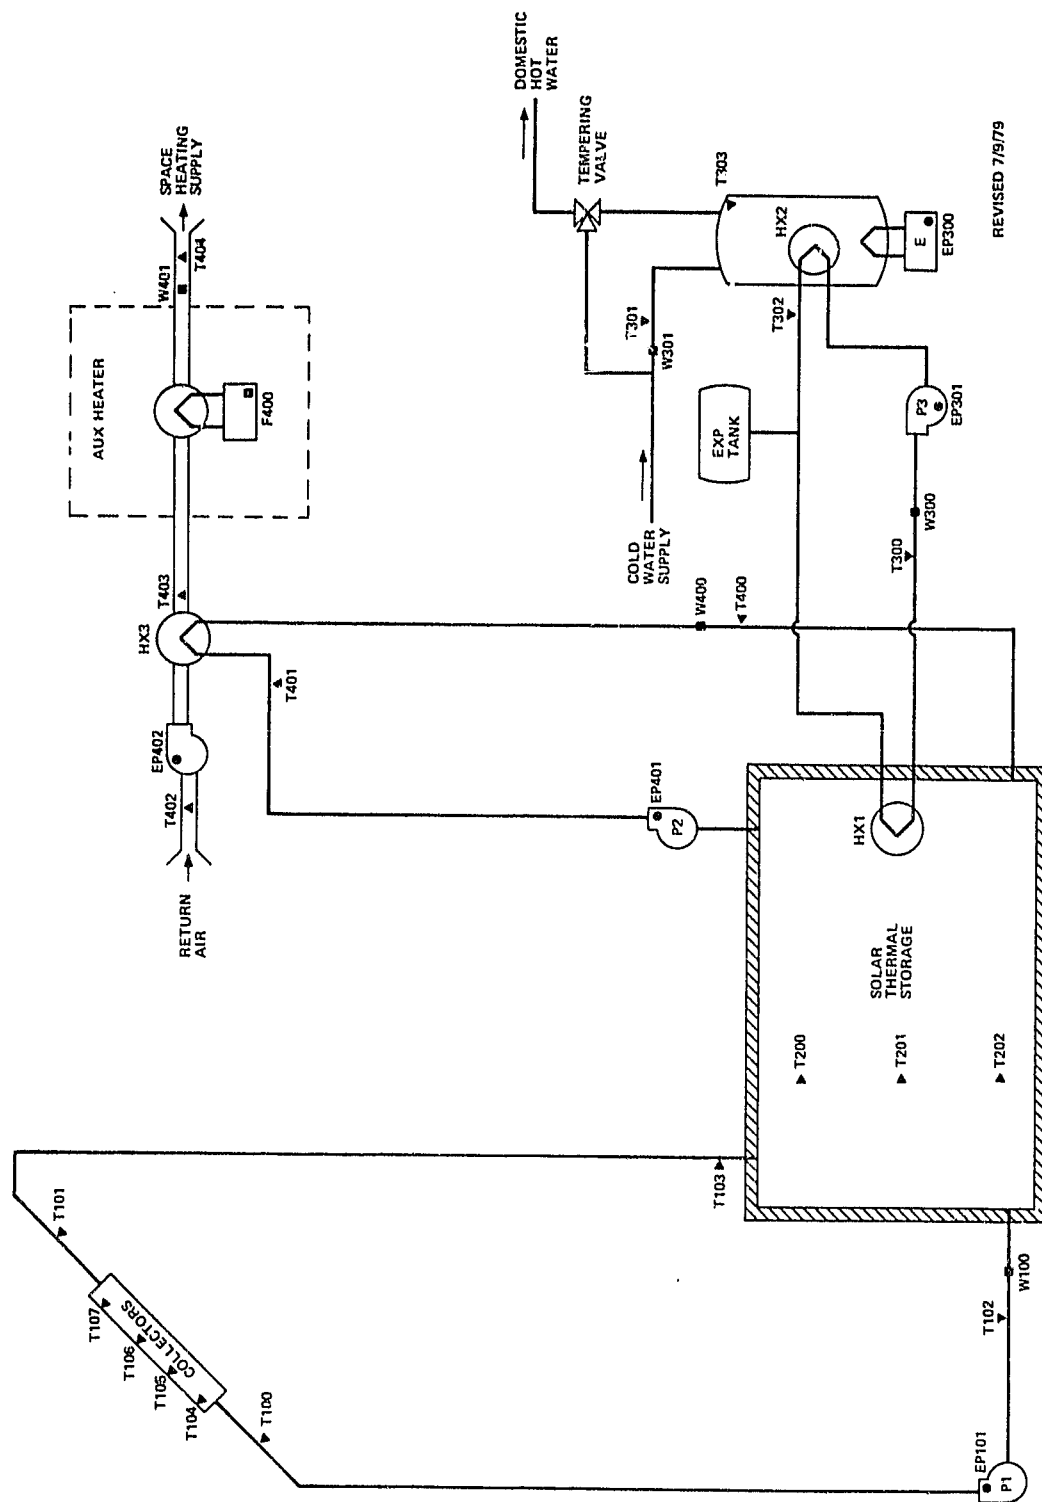 SPACE
HEATING
SUPPLY
W401
T404
AUX HEATER
F400
T403
HX3
T401
EP402
T402
RETURN
AIR
DOMESTIC
HOT
WATER
TEMPERING
VALVE
T303
HX2
E
EP300
T301
W301
T302
COLD
WATER
SUPPLY
EXP
TANK
P3
EP301
W300
T300
W400
T400
EP401
P2
HX1
SOLAR
THERMAL
STORAGE
T200
T201
T202
T103
T101
T107
T106
T105
T104
COLLECTORS
T100
W100
T102
EP101
P1
REVISED 7/9/79